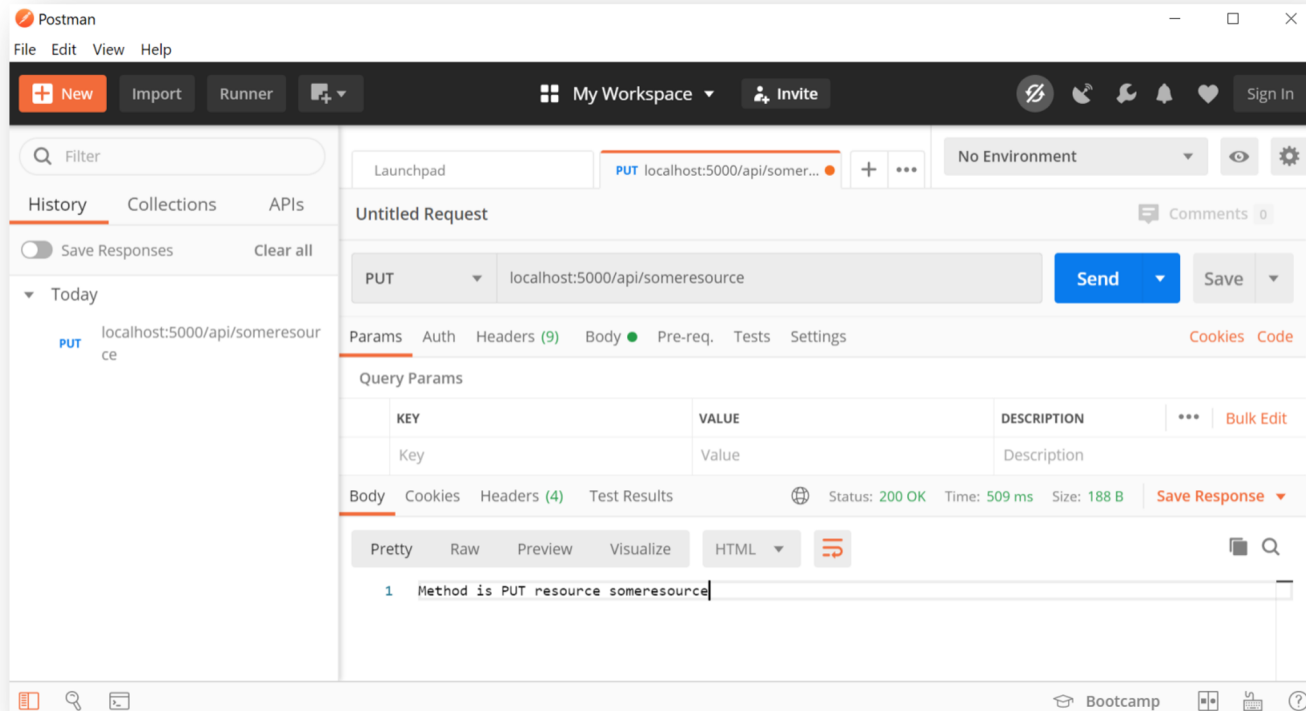 Postman
File Edit View Help
New Import Runner My Workspace Invite Sign In
Filter
History Collections APIs
Save Responses Clear all
Today
PUT localhost:5000/api/someresour
ce
Launchpad PUT localhost:5000/api/somer... No Environment
Untitled Request Comments 0
PUT localhost:5000/api/someresource Send Save
Params Auth Headers (9) Body Pre-req. Tests Settings Cookies Code
Query Params
KEY VALUE DESCRIPTION Bulk Edit
Key Value Description
Body Cookies Headers (4) Test Results Status: 200 OK Time: 509 ms Size: 188 B Save Response
Pretty Raw Preview Visualize HTML
1 Method is PUT resource someresource
Bootcamp